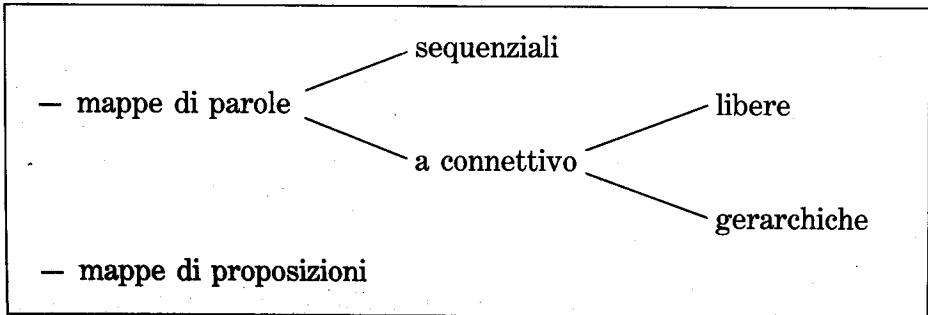 sequenziali
— mappe di parole
libere
a connettivo
gerarchiche
— mappe di proposizioni